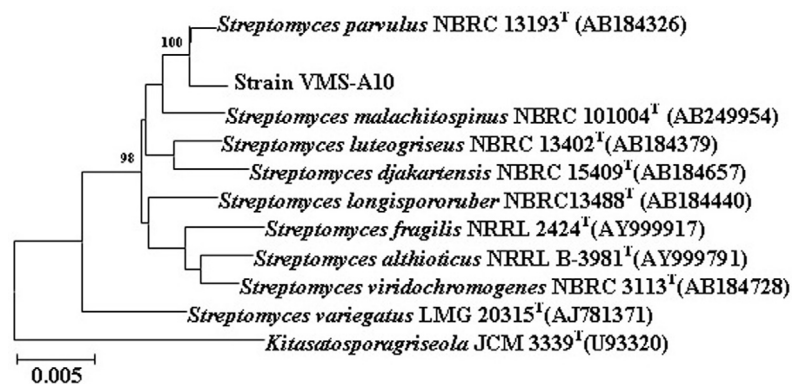 Streptomyces parvulus NBRC 13193T (AB184326)
100
Strain VMS-A10
Streptomyces malachitospinus NBRC 101004T (AB249954)
Streptomyces luteogriseus NBRC 13402T(AB184379)
98
Streptomyces djakartensis NBRC 15409T(AB184657)
Streptomyces longispororuber NBRC13488T (AB184440)
Streptomyces fragilis NRRL 2424T(AY999917)
Streptomyces althioticus NRRL B-3981T(AY999791)
Streptomyces viridochromogenes NBRC 3113T(AB184728)
Streptomyces variegatus LMG 20315T(AJ781371)
Kitasatosporagriseola JCM 3339T(U93320)
0.005